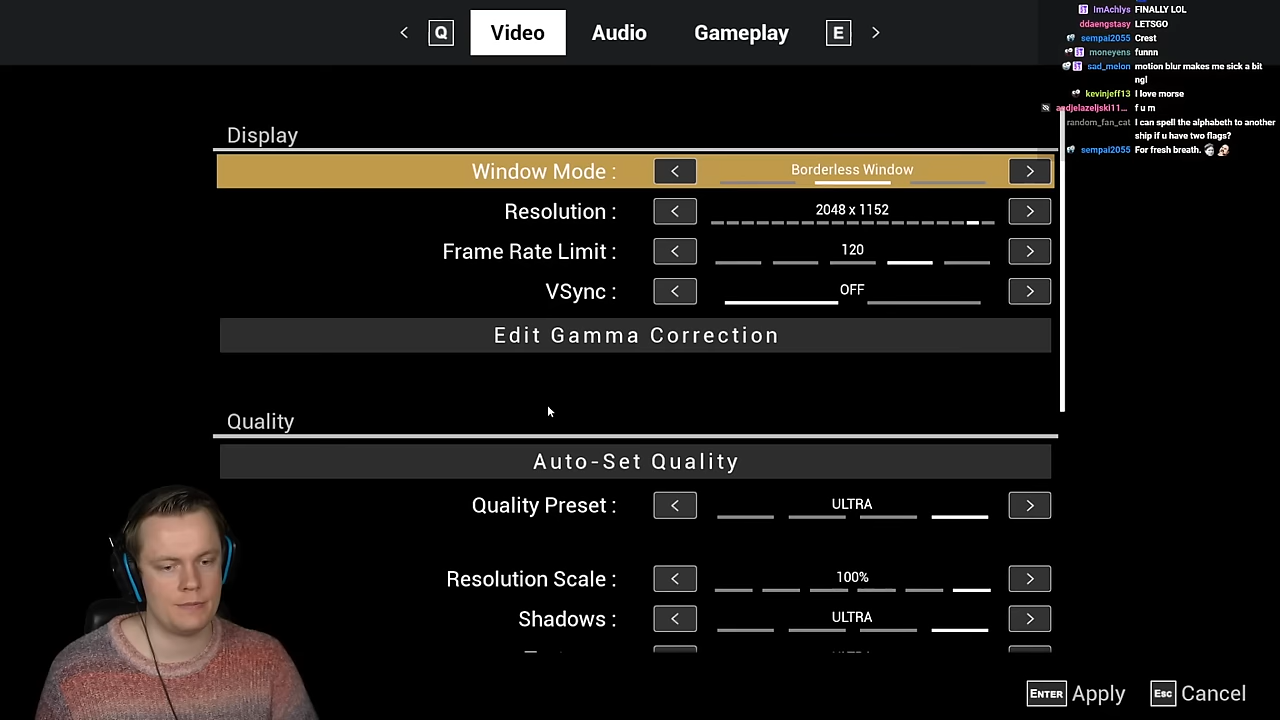 < Q Video Audio Gameplay E >
ImAchlys FINALLY LOL
ddaengstasy LETSGO
sempai2055 Crest
moneyens funnn
sad_melon motion blur makes me sick a bit
ngl
kevinjeff13 I love morse
f u m
random_fan_cat I can spell the alphabeth to another
ship if u have two flags?
sempai2055 For fresh breath.
Display
Window Mode : < Borderless Window >
Resolution : < 2048 x 1152 >
Frame Rate Limit : < 120 >
VSync : < OFF >
Edit Gamma Correction
Quality
Auto-Set Quality
Quality Preset : < ULTRA >
Resolution Scale : < 100% >
Shadows : < ULTRA >
ENTER Apply Esc Cancel